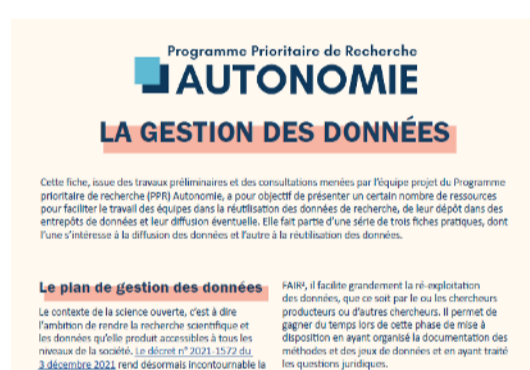 Programme Prioritaire de Recherche
AUTONOMIE
LA GESTION DES DONNÉES
Cette fiche, issue des travaux préliminaires et des consultations menées par l'équipe projet du Programme
prioritaire de recherche (PPR) Autonomie, a pour objectif de présenter un certain nombre de ressources
pour faciliter le travail des équipes dans la réutilisation des données de recherche, de leur dépôt dans des
entrepôts de données et leur diffusion éventuelle. Elle fait partie d'une série de trois fiches pratiques, dont
l'une s'intéresse à la diffusion des données et l'autre à la réutilisation des données.
Le plan de gestion des données
Le contexte de la science ouverte, c'est à dire
l'ambition de rendre la recherche scientifique et
les données qu'elle produit accessibles à tous les
niveaux de la société. Le décret n° 2021-1572 du
3 décembre 2021 rend désormais incontournable la
FAIR², il facilite grandement la ré-exploitation
des données, que ce soit par le ou les chercheurs
producteurs ou d'autres chercheurs. Il permet de
gagner du temps lors de cette phase de mise à
disposition en ayant organisé la documentation des
méthodes et des jeux de données et en ayant traité
les questions juridiques.